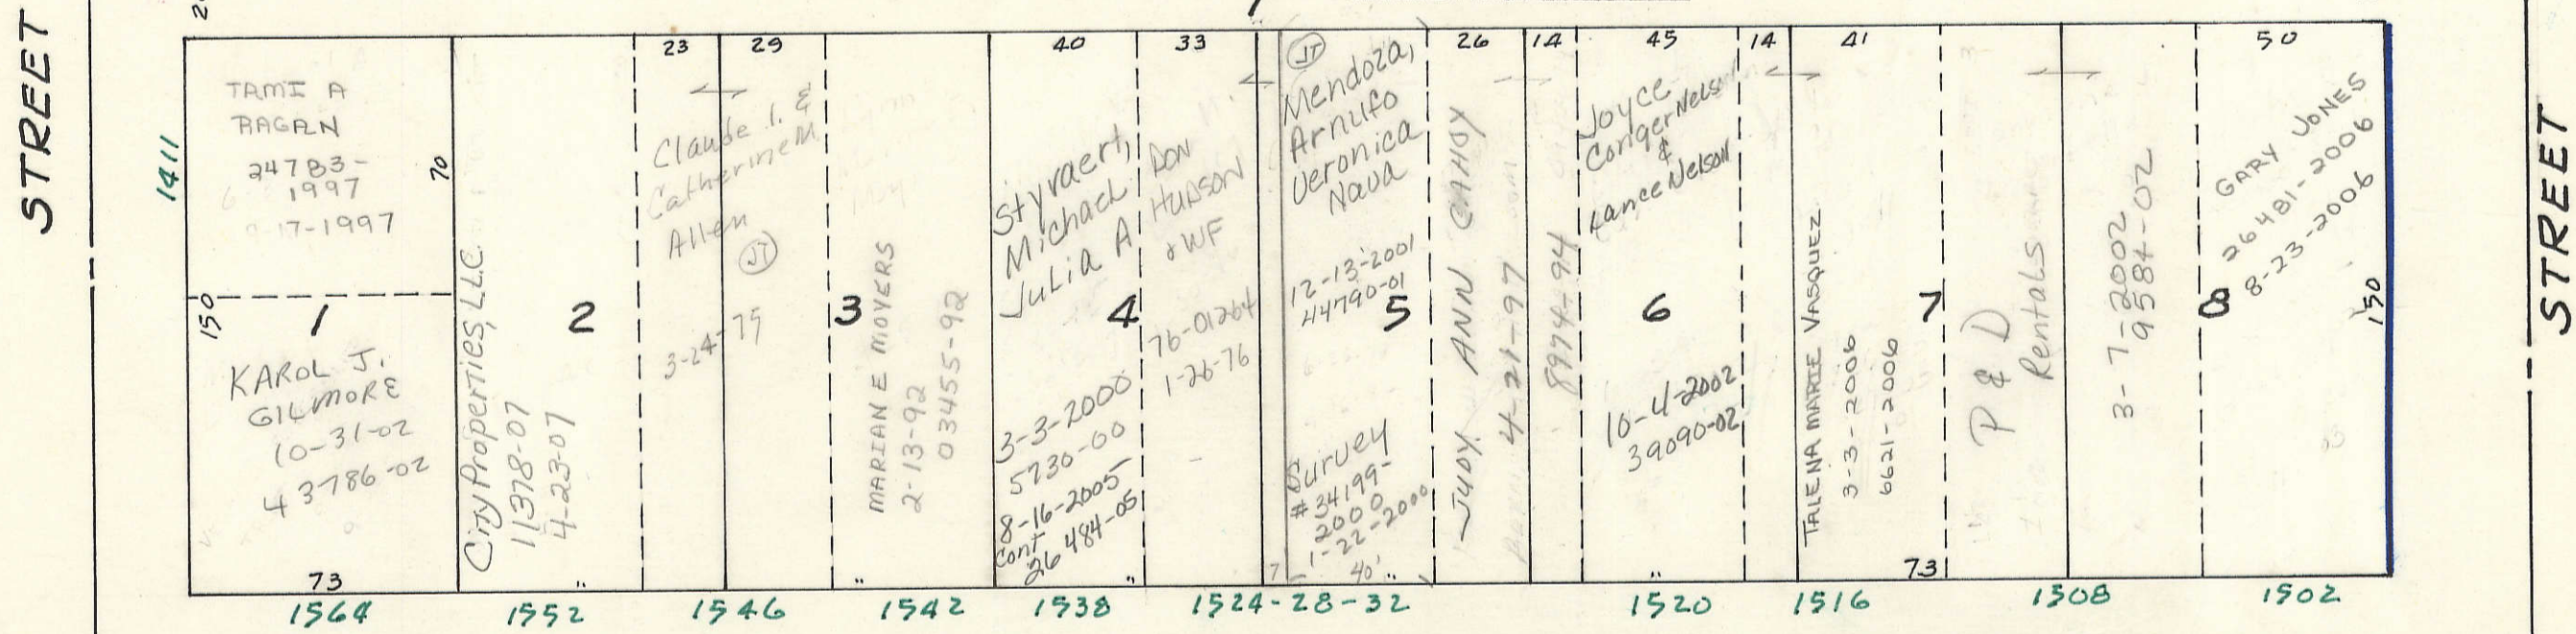 STREET
1411
TAMI A
RAGAN
24783-
1997
17-1997
70
150
1
KAROL J.
GILMORE
10-31-02
43786-02
73
1564
City Properties, LLC
11378-07
4-23-07
2
"
1552
23
29
Claude I. &
Catherine M
Allen
JT
3-24-75
1546
3
MARIAN E MOYERS
2-13-92
03455-92
"
1542
40
Styvaert,
Michael
Julia A
4
3-3-2000
5730-00
8-16-2005
Cont
26484-05
"
1538
33
DON
HUDSON
& WF
76-01264
1-26-76
7
JT
Mendoza,
Arnulfo
Veronica
Nava
12-13-2001
44790-01
5
Survey
#34199-
2000
1-22-2000
40'
"
1524-28-32
26
14
JUDY ANN CAHOY
4-21-97
8974-94
45
14
Joyce
Conger Nelson
&
Lance Nelson
6
10-4-2002
39090-02
"
1520
41
TALENA MARIE VASQUEZ
3-3-2006
6621-2006
7
73
1516
P & D
Rentals
3-7-2002
9584-02
1508
50
GARY JONES
26481-2006
8-23-2006
8
150
1502
STREET